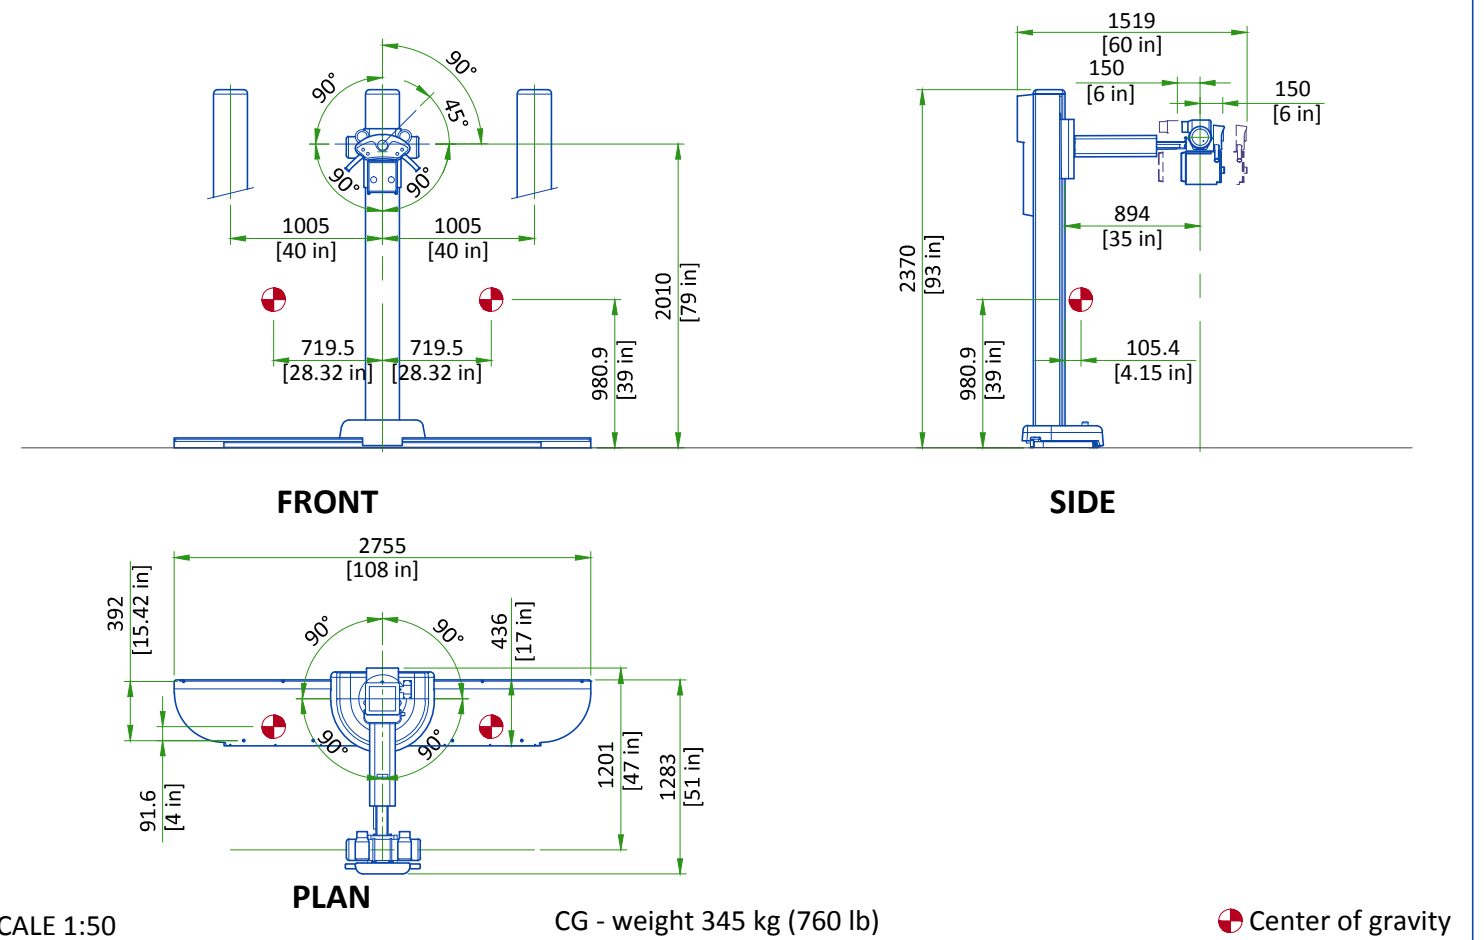 90°
90°
45°
90°
90°
1005
[40 in]
1005
[40 in]
2010
[79 in]
719.5
[28.32 in]
719.5
[28.32 in]
980.9
[39 in]
FRONT
1519
[60 in]
150
[6 in]
150
[6 in]
894
[35 in]
2370
[93 in]
980.9
[39 in]
105.4
[4.15 in]
SIDE
2755
[108 in]
392
[15.42 in]
90°
90°
436
[17 in]
90°
90°
91.6
[4 in]
1201
[47 in]
1283
[51 in]
PLAN
CALE 1:50
CG - weight 345 kg (760 lb)
Center of gravity